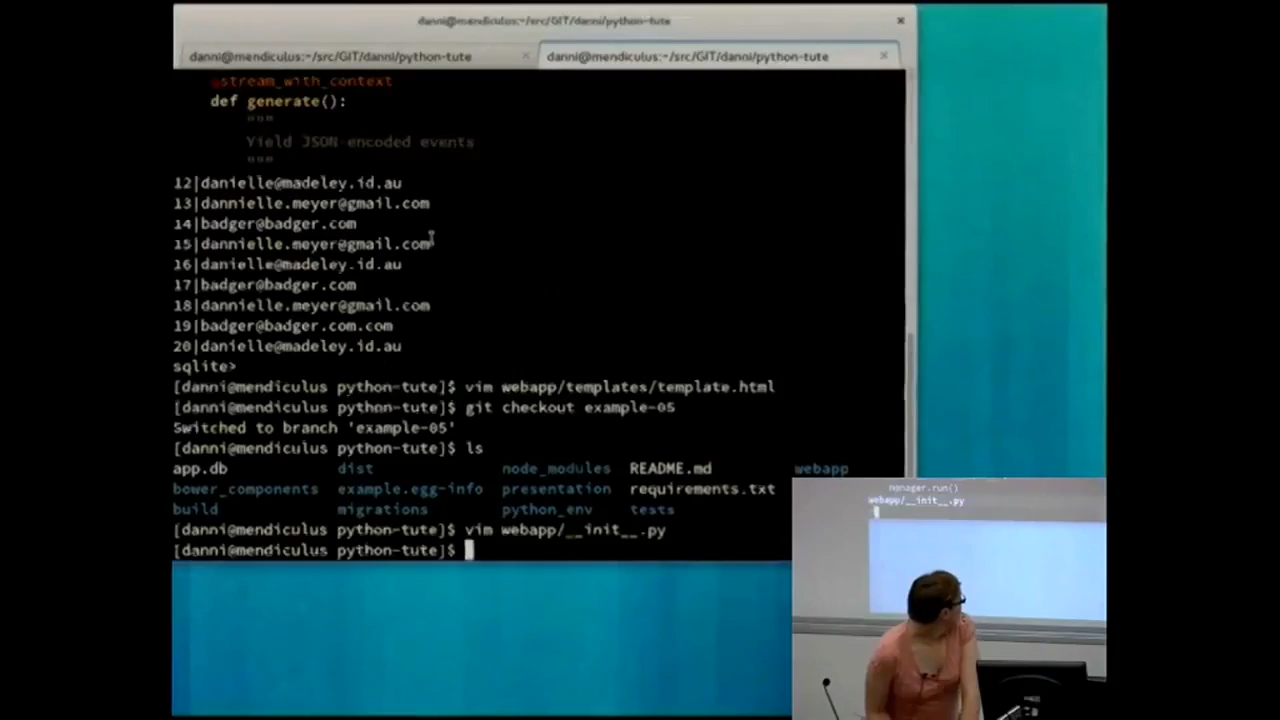 danni@mendiculus:~/src/GIT/danni/python-tute
danni@mendiculus:~/src/GIT/danni/python-tute × danni@mendiculus:~/src/GIT/danni/python-tute ×
@stream_with_context
def generate():
"""
Yield JSON-encoded events
"""
12|danielle@madeley.id.au
13|dannielle.meyer@gmail.com
14|badger@badger.com
15|dannielle.meyer@gmail.com
16|danielle@madeley.id.au
17|badger@badger.com
18|dannielle.meyer@gmail.com
19|badger@badger.com.com
20|danielle@madeley.id.au
sqlite>
[danni@mendiculus python-tute]$ vim webapp/templates/template.html
[danni@mendiculus python-tute]$ git checkout example-05
Switched to branch 'example-05'
[danni@mendiculus python-tute]$ ls
app.db dist node_modules README.md webapp
bower_components example.egg-info presentation requirements.txt
build migrations python_env tests
[danni@mendiculus python-tute]$ vim webapp/__init__.py
[danni@mendiculus python-tute]$
manager.run()
webapp/__init__.py